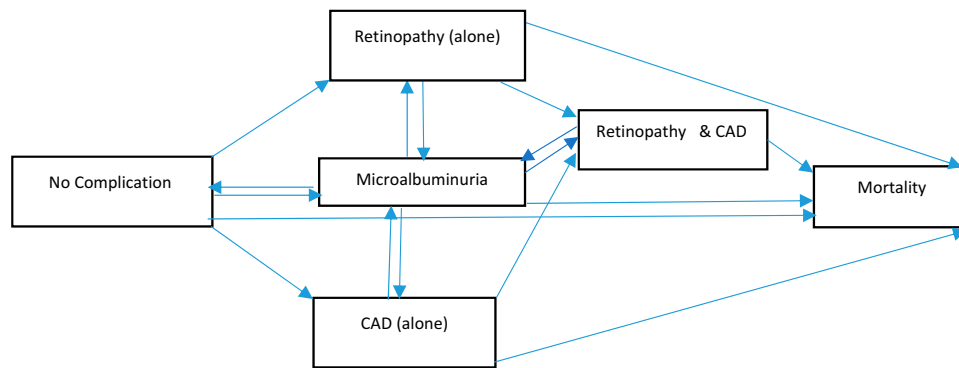 Retinopathy (alone)
Retinopathy & CAD
No Complication
Microalbuminuria
Mortality
CAD (alone)